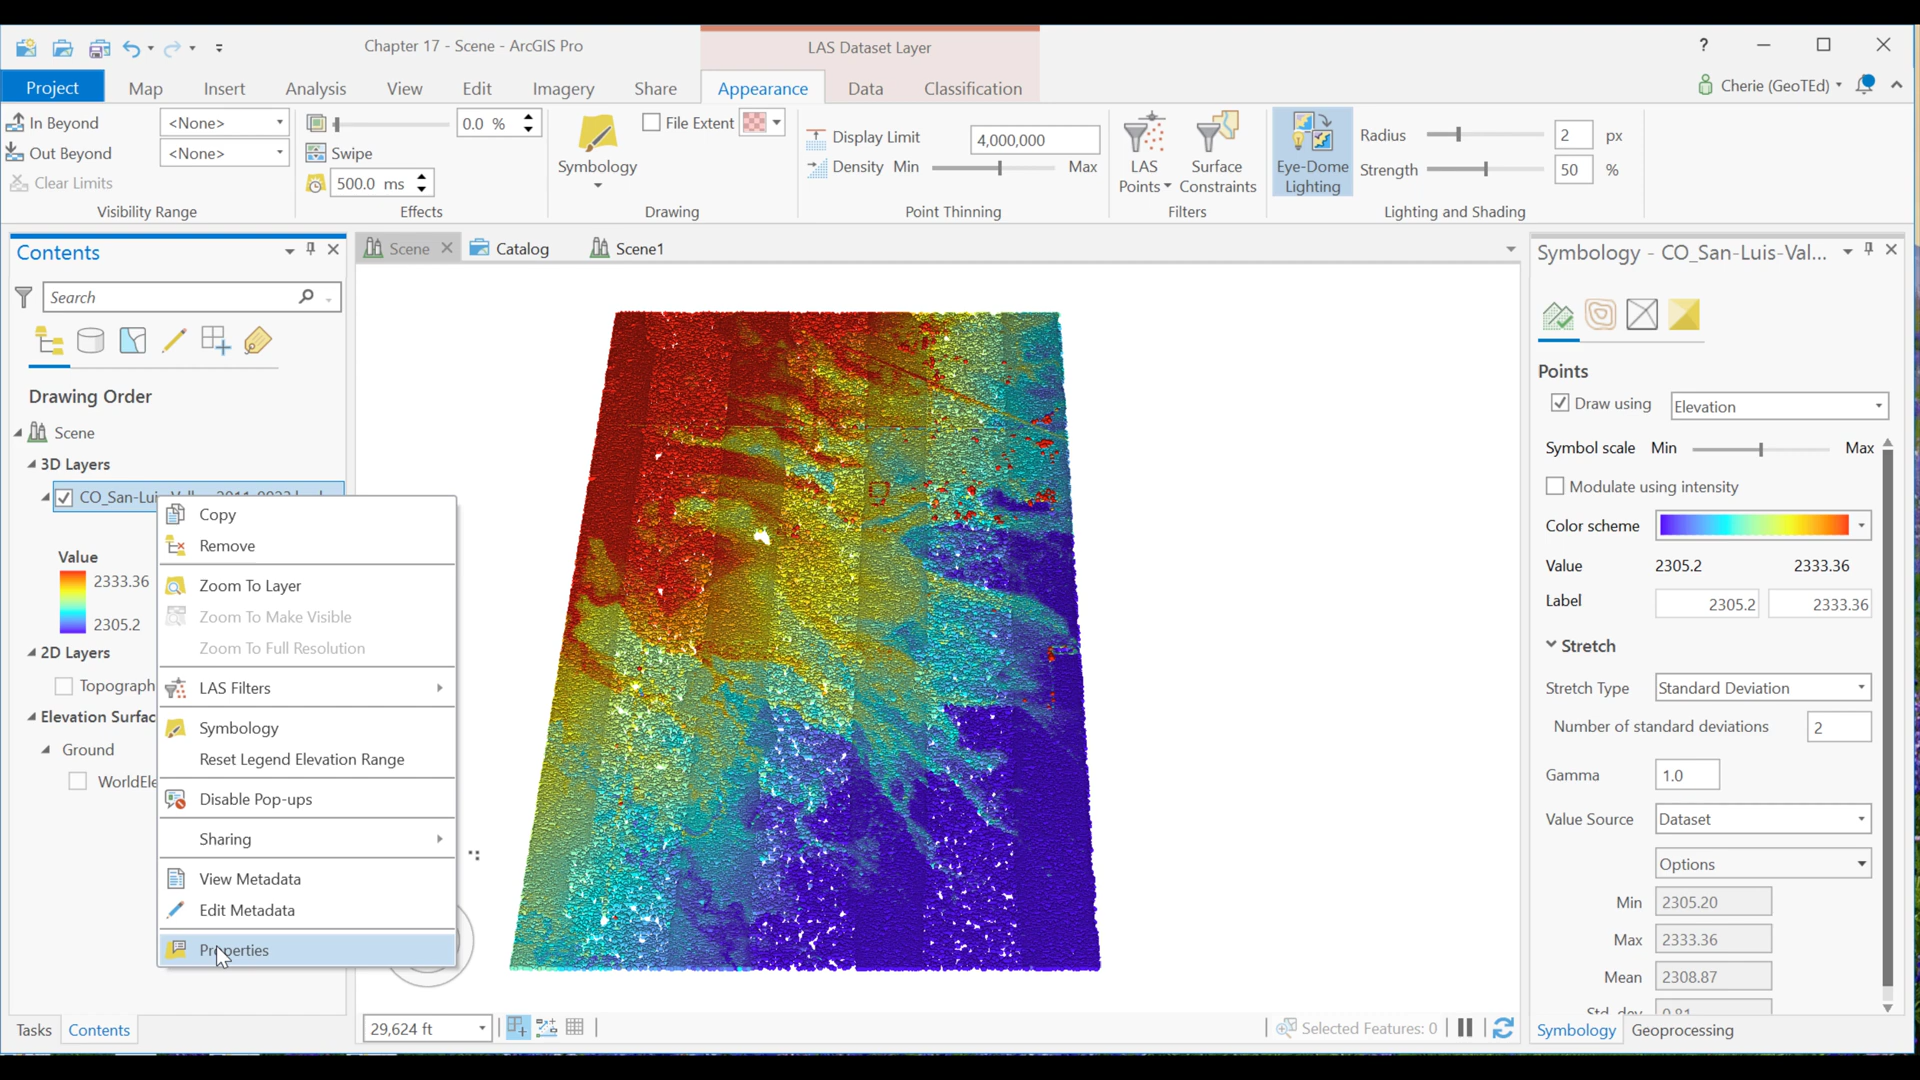 Chapter 17 - Scene - ArcGIS Pro
LAS Dataset Layer
?
Project
Map
Insert
Analysis
View
Edit
Imagery
Share
Appearance
Data
Classification
Cherie (GeoTEd)
In Beyond
<None>
Out Beyond
<None>
Clear Limits
Visibility Range
0.0 %
Swipe
500.0 ms
Effects
Symbology
File Extent
Drawing
Display Limit
4,000,000
Density Min Max
Point Thinning
LAS
Points
Surface
Constraints
Filters
Eye-Dome
Lighting
Radius
2 px
Strength
50 %
Lighting and Shading
Contents
Search
Drawing Order
Scene
3D Layers
Value
2333.36
2305.2
2D Layers
Topograph
Elevation Surfac
Ground
WorldEle
Tasks
Contents
Copy
Remove
Zoom To Layer
Zoom To Make Visible
Zoom To Full Resolution
LAS Filters
Symbology
Reset Legend Elevation Range
Disable Pop-ups
Sharing
View Metadata
Edit Metadata
Properties
Scene
Catalog
Scene1
29,624 ft
Selected Features: 0
Symbology - CO_San-Luis-Val...
Points
Draw using
Elevation
Symbol scale Min Max
Modulate using intensity
Color scheme
Value 2305.2 2333.36
Label 2305.2 2333.36
Stretch
Stretch Type Standard Deviation
Number of standard deviations 2
Gamma 1.0
Value Source Dataset
Options
Min 2305.20
Max 2333.36
Mean 2308.87
Symbology
Geoprocessing